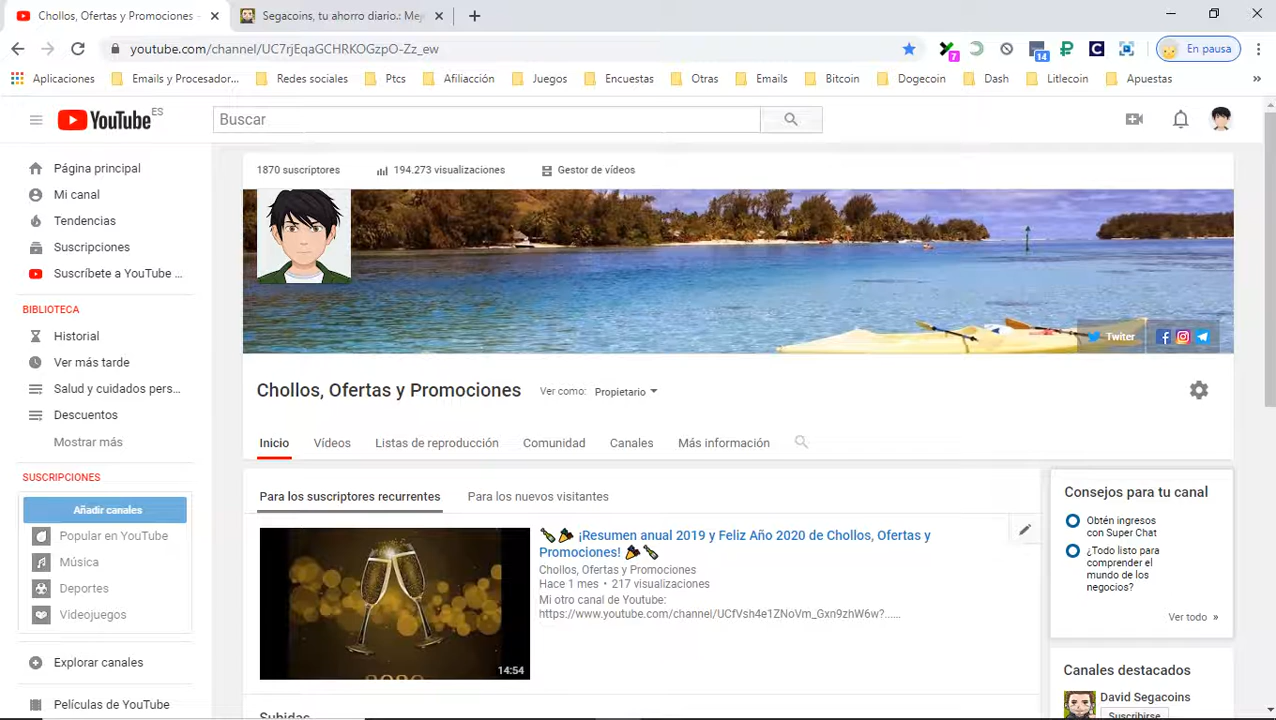 Chollos, Ofertas y Promociones -
Segacoins, tu ahorro diario.: Mej
youtube.com/channel/UC7rjEqaGCHRKOGzpO-Zz_ew
7
14
En pausa
Aplicaciones
Emails y Procesador...
Redes sociales
Ptcs
Afiliacción
Juegos
Encuestas
Otras
Emails
Bitcoin
Dogecoin
Dash
Litlecoin
Apuestas
»
YouTube ES
Buscar
Página principal
Mi canal
Tendencias
Suscripciones
Suscríbete a YouTube ...
BIBLIOTECA
Historial
Ver más tarde
Salud y cuidados pers...
Descuentos
Mostrar más
SUSCRIPCIONES
Añadir canales
Popular en YouTube
Música
Deportes
Videojuegos
Explorar canales
Películas de YouTube
1870 suscriptores
194.273 visualizaciones
Gestor de vídeos
Twiter
Chollos, Ofertas y Promociones
Ver como: Propietario
Inicio
Vídeos
Listas de reproducción
Comunidad
Canales
Más información
Para los suscriptores recurrentes
Para los nuevos visitantes
14:54
¡Resumen anual 2019 y Feliz Año 2020 de Chollos, Ofertas y
Promociones!
Chollos, Ofertas y Promociones
Hace 1 mes • 217 visualizaciones
Mi otro canal de Youtube:
https://www.youtube.com/channel/UCfVsh4e1ZNoVm_Gxn9zhW6w?......
Subidas
Consejos para tu canal
Obtén ingresos
con Super Chat
¿Todo listo para
comprender el
mundo de los
negocios?
Ver todo »
Canales destacados
David Segacoins
Suscribirse